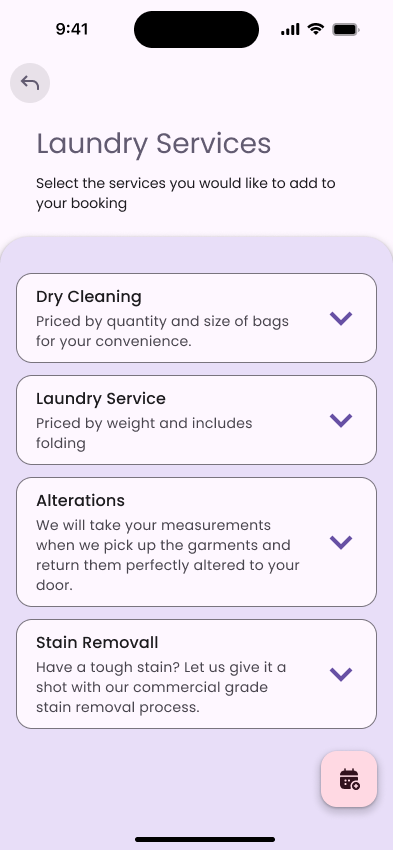 9:41
Laundry Services
Select the services you would like to add to
your booking
Dry Cleaning
Priced by quantity and size of bags
for your convenience.
Laundry Service
Priced by weight and includes
folding
Alterations
We will take your measurements
when we pick up the garments and
return them perfectly altered to your
door.
Stain Removall
Have a tough stain? Let us give it a
shot with our commercial grade
stain removal process.